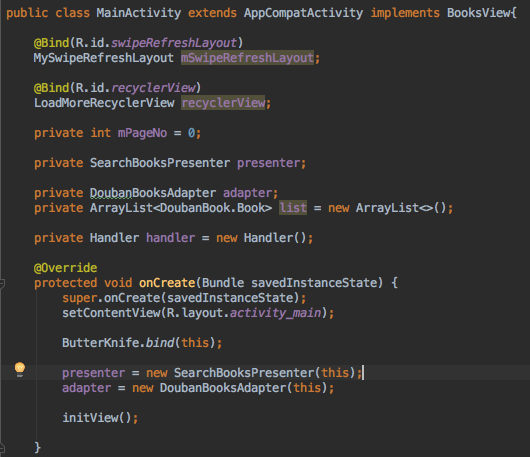 public class MainActivity extends AppCompatActivity implements BooksView{
@Bind(R.id.swipeRefreshLayout)
MySwipeRefreshLayout mSwipeRefreshLayout;
@Bind(R.id.recyclerView)
LoadMoreRecyclerView recyclerView;
private int mPageNo = 0;
private SearchBooksPresenter presenter;
private DoubanBooksAdapter adapter;
private ArrayList<DoubanBook.Book> list = new ArrayList<>();
private Handler handler = new Handler();
@Override
protected void onCreate(Bundle savedInstanceState) {
super.onCreate(savedInstanceState);
setContentView(R.layout.activity_main);
ButterKnife.bind(this);
presenter = new SearchBooksPresenter(this);
adapter = new DoubanBooksAdapter(this);
initView();
}